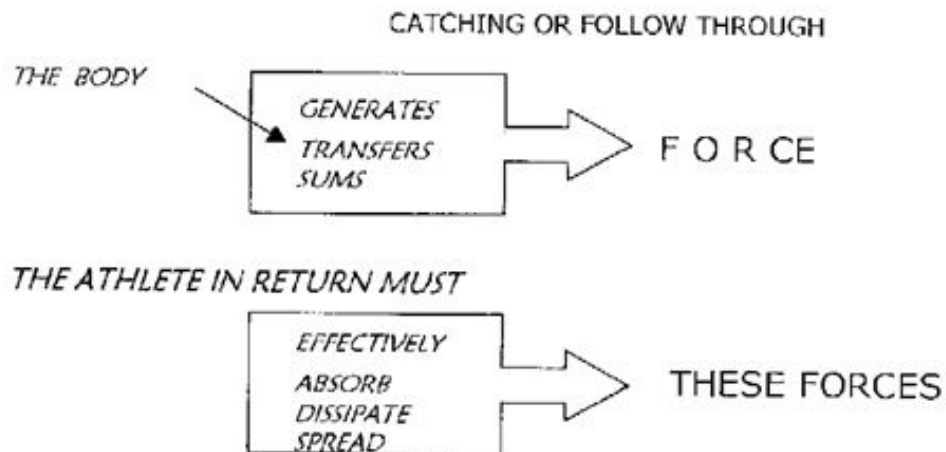 CATCHING OR FOLLOW THROUGH
THE BODY
GENERATES
TRANSFERS
SUMS
F O R C E
THE ATHLETE IN RETURN MUST
EFFECTIVELY
ABSORB
DISSIPATE
SPREAD
THESE FORCES